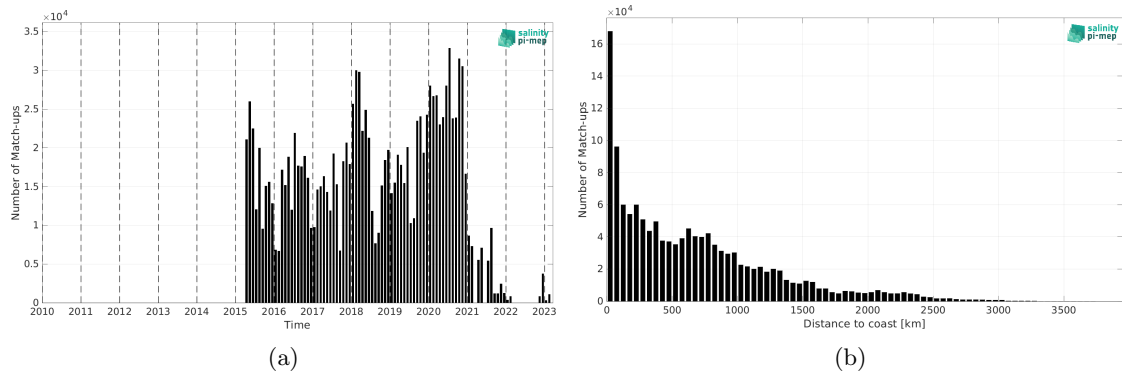 ×10⁴
3.5
3
2.5
2
1.5
1
0.5
0
Number of Match-ups
2010 2011 2012 2013 2014 2015 2016 2017 2018 2019 2020 2021 2022 2023
Time
salinity
pi-mep
(a)
×10⁴
16
14
12
10
8
6
4
2
0
Number of Match-ups
0 500 1000 1500 2000 2500 3000 3500
Distance to coast [km]
salinity
pi-mep
(b)